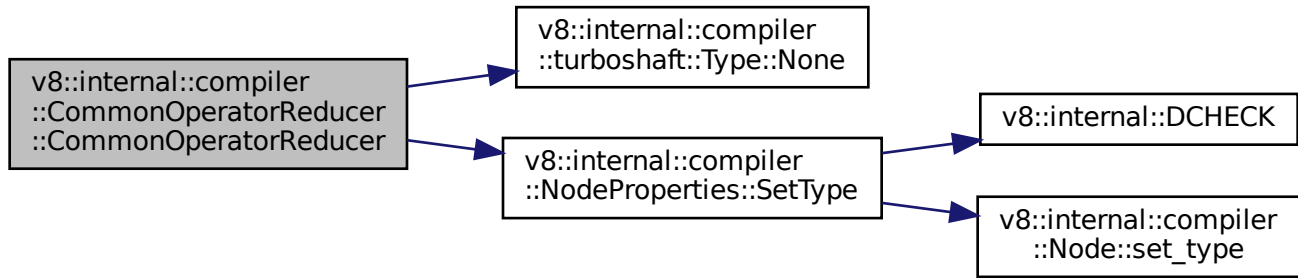 v8::internal::compiler
::CommonOperatorReducer
::CommonOperatorReducer
v8::internal::compiler
::turboshaft::Type::None
v8::internal::compiler
::NodeProperties::SetType
v8::internal::DCHECK
v8::internal::compiler
::Node::set_type